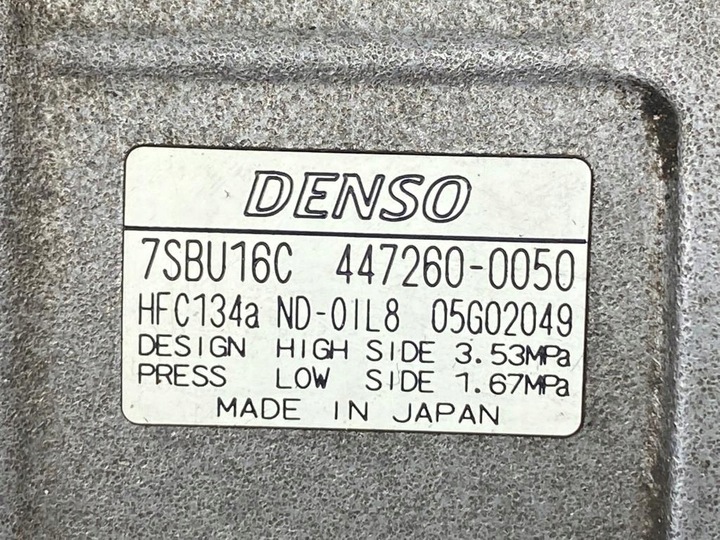 DENSO
7SBU16C 447260-0050
HFC134a ND-OIL8 05G02049
DESIGN HIGH SIDE 3.53MPa
PRESS LOW SIDE 1.67MPa
MADE IN JAPAN